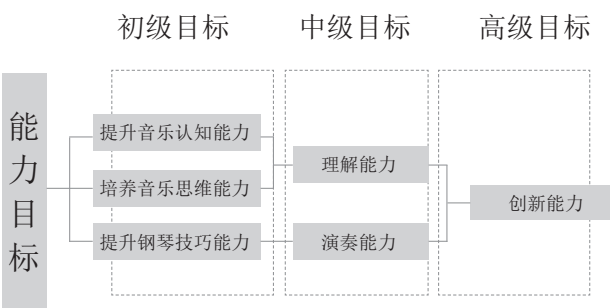 初级目标
中级目标
高级目标
能力目标
提升音乐认知能力
培养音乐思维能力
提升钢琴技巧能力
理解能力
演奏能力
创新能力